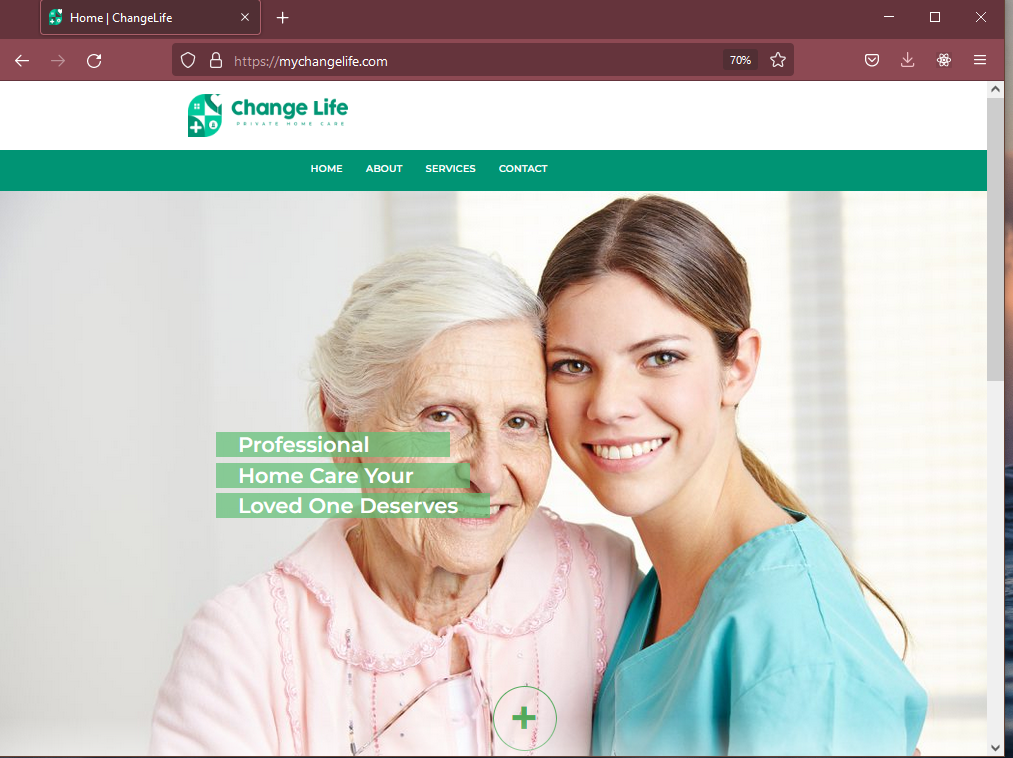 Home | ChangeLife
https://mychangelife.com
70%
Change Life
PRIVATE HOME CARE
HOME ABOUT SERVICES CONTACT
Professional
Home Care Your
Loved One Deserves